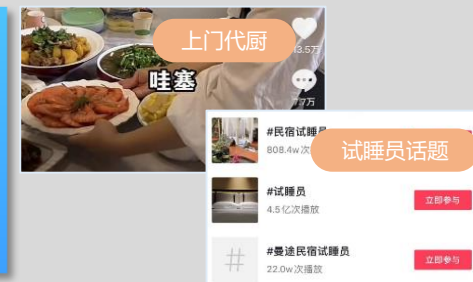 上门代厨
13.5万
哇塞
7.7万
#民宿试睡
808.4w次
试睡员话题
#试睡员
4.5亿次播放
立即参与
#曼途民宿试睡员
22.0w次播放
立即参与